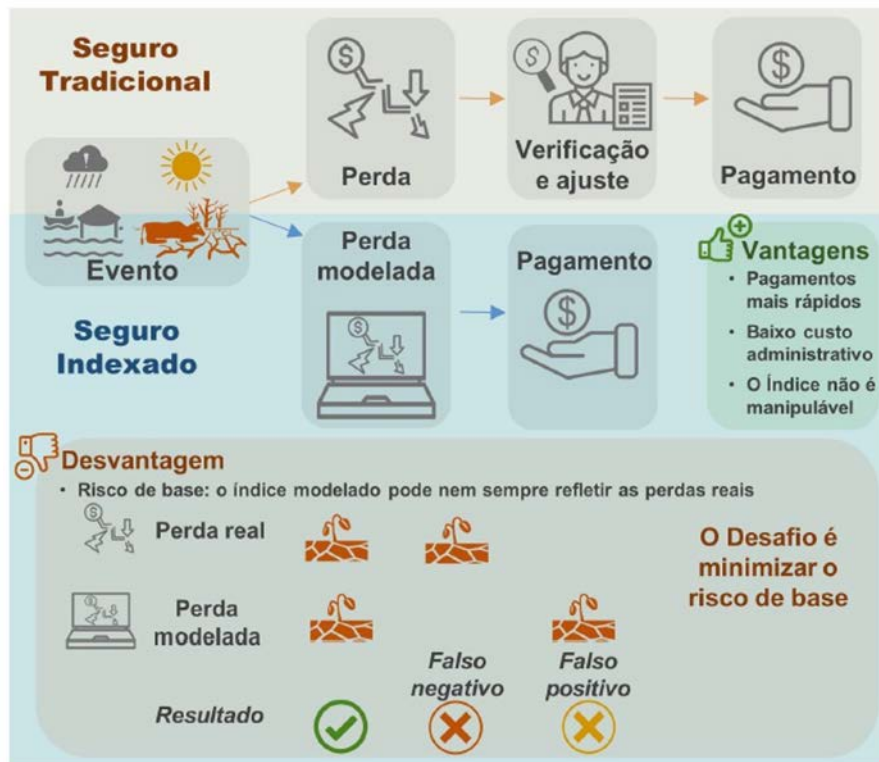 Seguro
Tradicional
Perda
Verificação
e ajuste
Pagamento
Evento
Seguro
Indexado
Perda
modelada
Pagamento
Vantagens
• Pagamentos
mais rápidos
• Baixo custo
administrativo
• O Índice não é
manipulável
Desvantagem
• Risco de base: o índice modelado pode nem sempre refletir as perdas reais
Perda real
Perda
modelada
Falso
negativo
Falso
positivo
Resultado
O Desafio é
minimizar o
risco de base